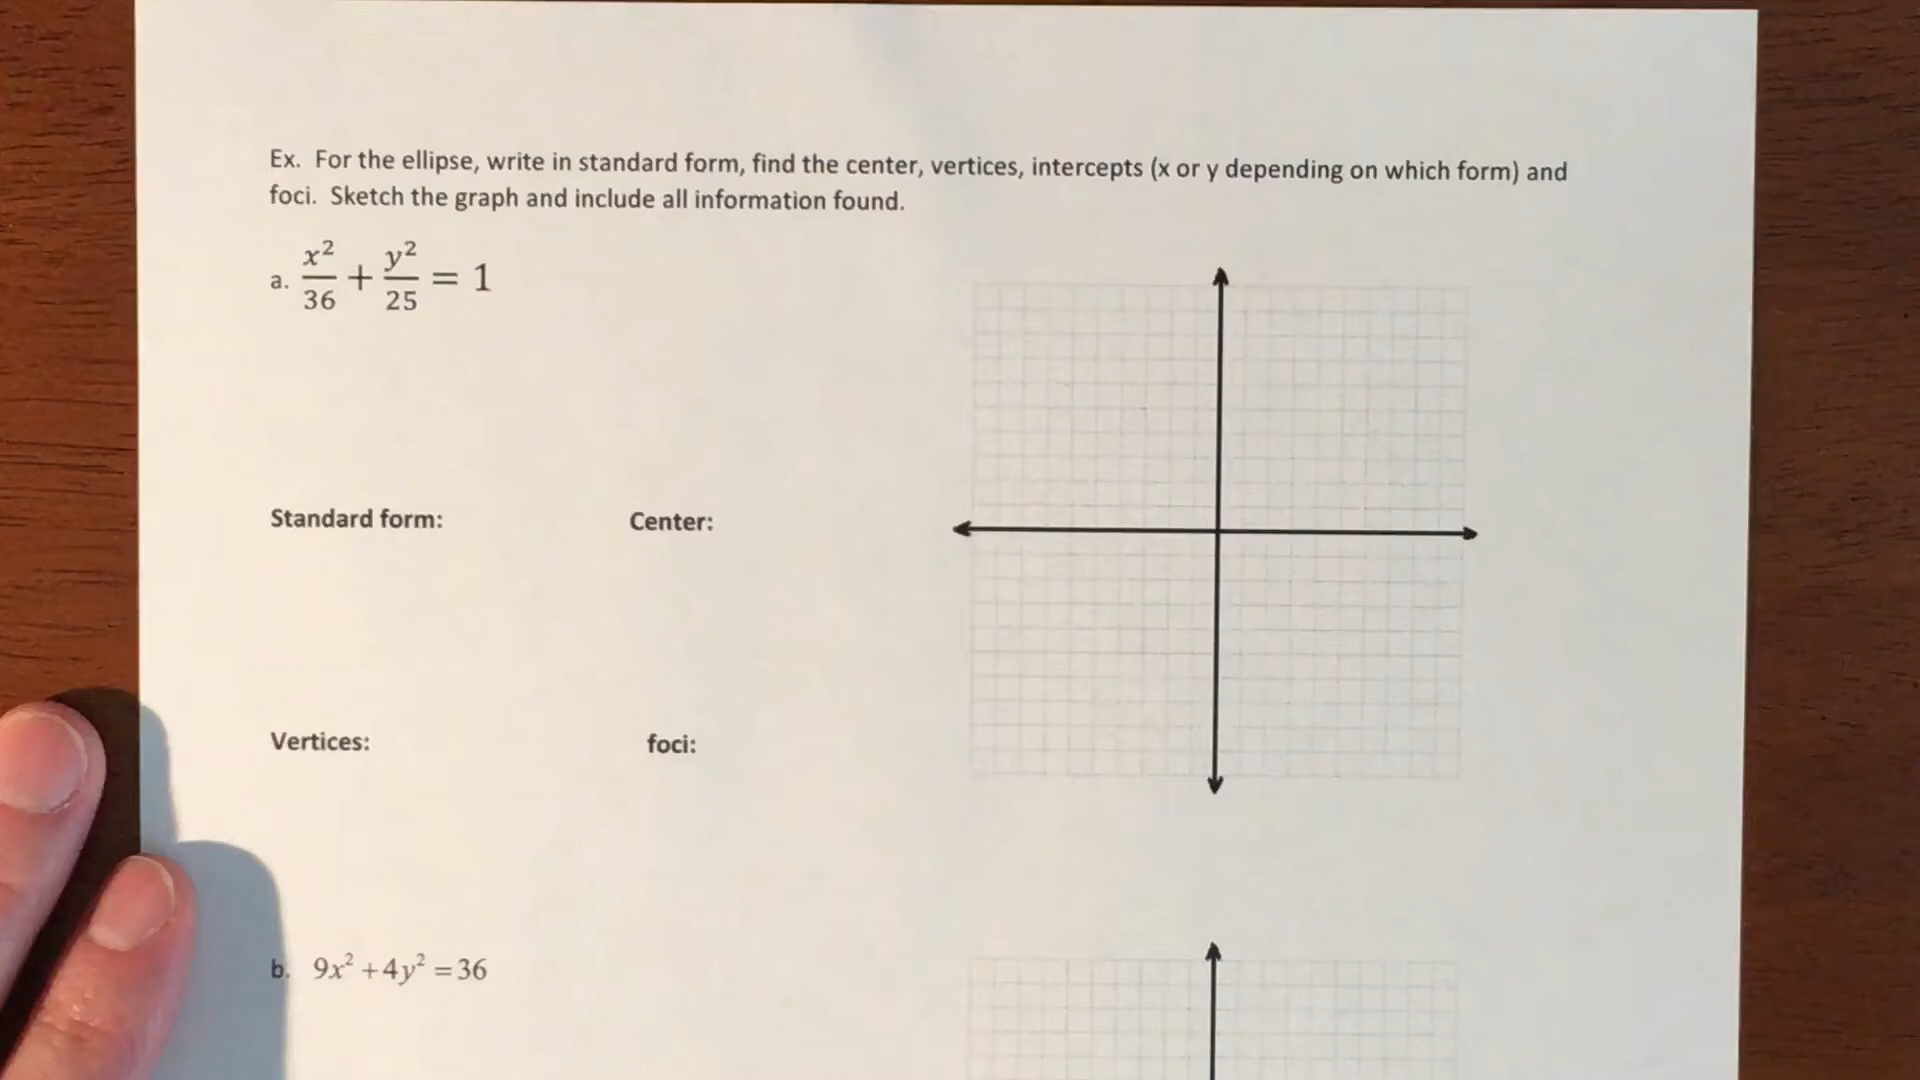 Ex. For the ellipse, write in standard form, find the center, vertices, intercepts (x or y depending on which form) and
foci. Sketch the graph and include all information found.
a. x²/36 + y²/25 = 1
Standard form: Center:
Vertices: foci:
b. 9x² + 4y² = 36